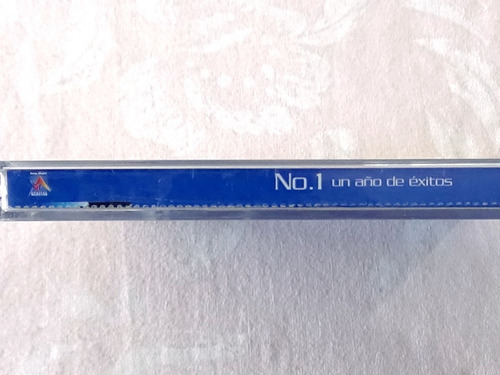 No.1 un año de éxitos